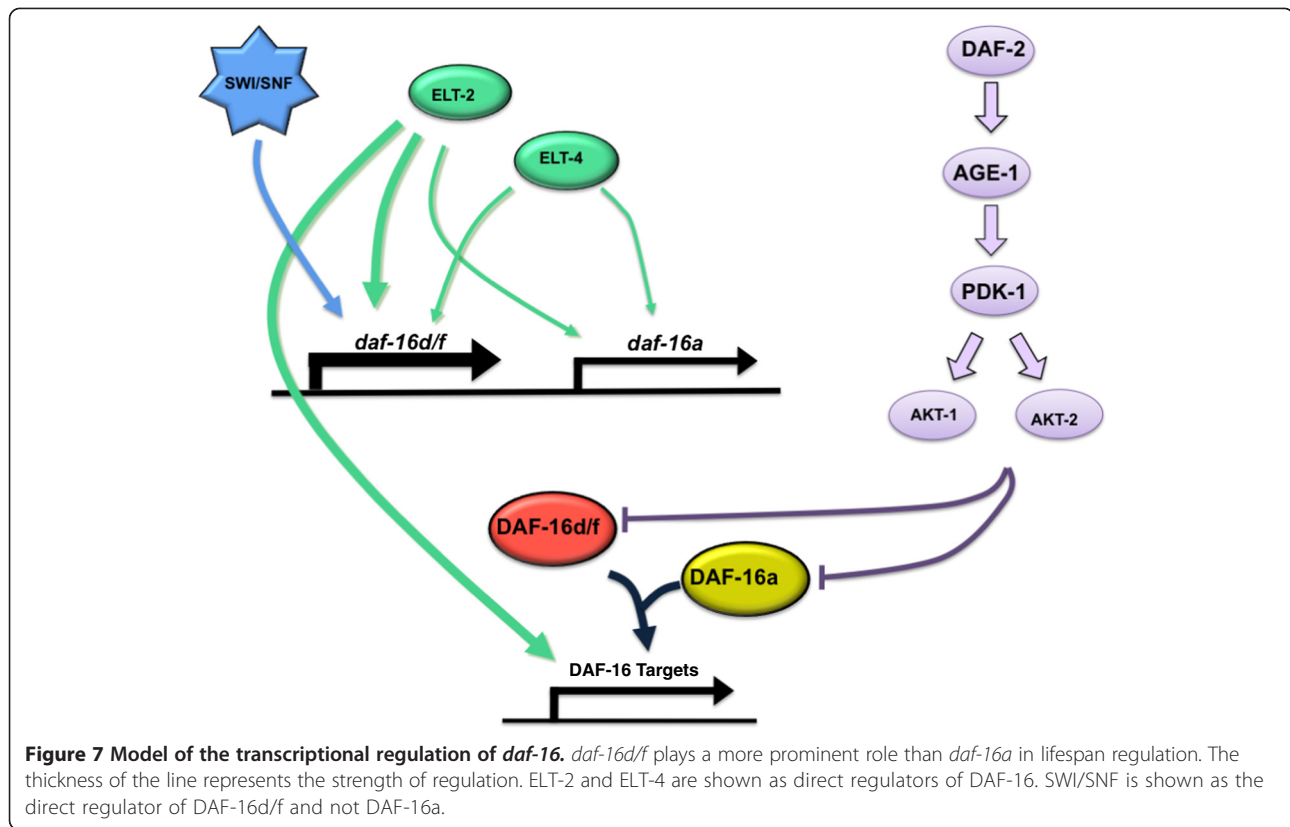 DAF-2
SWI/SNF
ELT-2
ELT-4
AGE-1
PDK-1
daf-16d/f
daf-16a
AKT-1
AKT-2
DAF-16d/f
DAF-16a
DAF-16 Targets
Figure 7 Model of the transcriptional regulation of daf-16. daf-16d/f plays a more prominent role than daf-16a in lifespan regulation. The
thickness of the line represents the strength of regulation. ELT-2 and ELT-4 are shown as direct regulators of DAF-16. SWI/SNF is shown as the
direct regulator of DAF-16d/f and not DAF-16a.